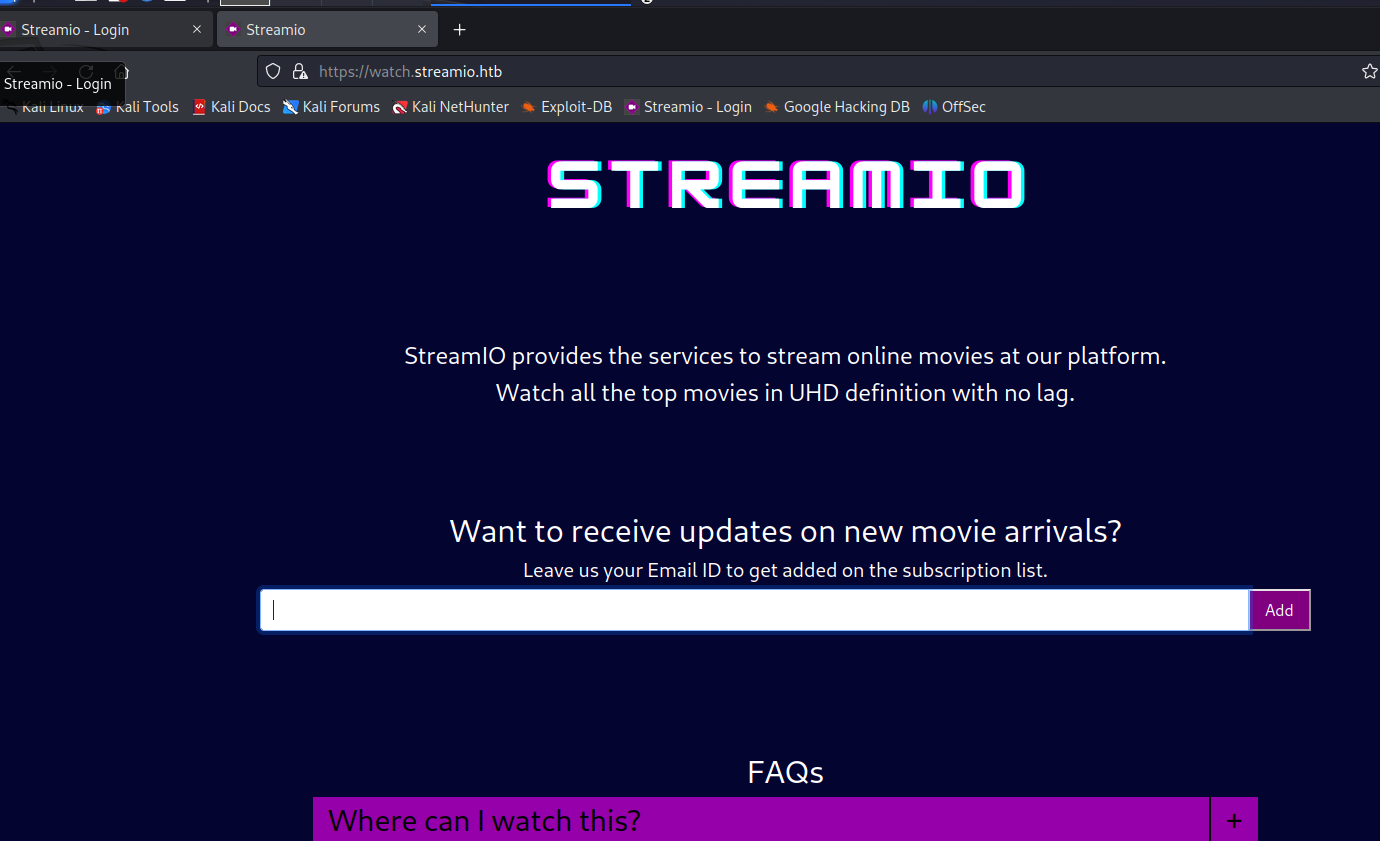 Streamio - Login
Streamio
https://watch.streamio.htb
Streamio - Login
Kali Linux
Kali Tools
Kali Docs
Kali Forums
Kali NetHunter
Exploit-DB
Streamio - Login
Google Hacking DB
OffSec
STREAMIO
StreamIO provides the services to stream online movies at our platform.
Watch all the top movies in UHD definition with no lag.
Want to receive updates on new movie arrivals?
Leave us your Email ID to get added on the subscription list.
Add
FAQs
Where can I watch this?
+